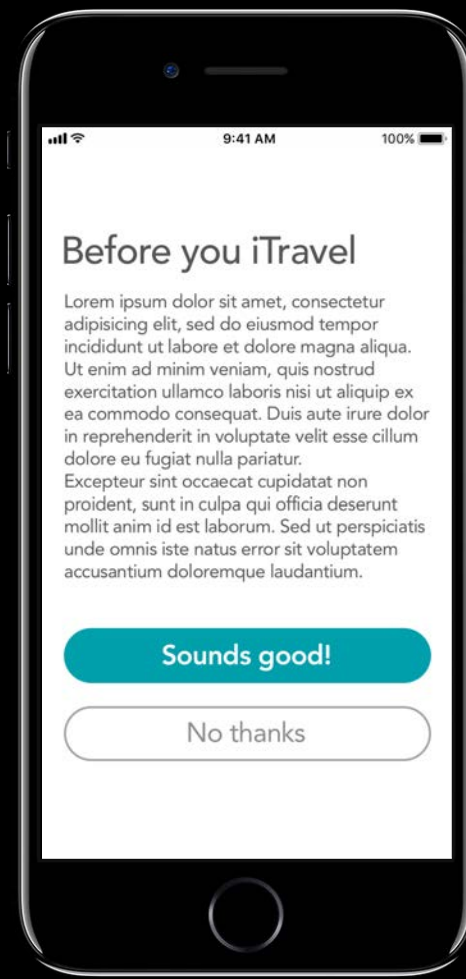 9:41 AM
100%
Before you iTravel
Lorem ipsum dolor sit amet, consectetur
adipisicing elit, sed do eiusmod tempor
incididunt ut labore et dolore magna aliqua.
Ut enim ad minim veniam, quis nostrud
exercitation ullamco laboris nisi ut aliquip ex
ea commodo consequat. Duis aute irure dolor
in reprehenderit in voluptate velit esse cillum
dolore eu fugiat nulla pariatur.
Excepteur sint occaecat cupidatat non
proident, sunt in culpa qui officia deserunt
mollit anim id est laborum. Sed ut perspiciatis
unde omnis iste natus error sit voluptatem
accusantium doloremque laudantium.
Sounds good!
No thanks